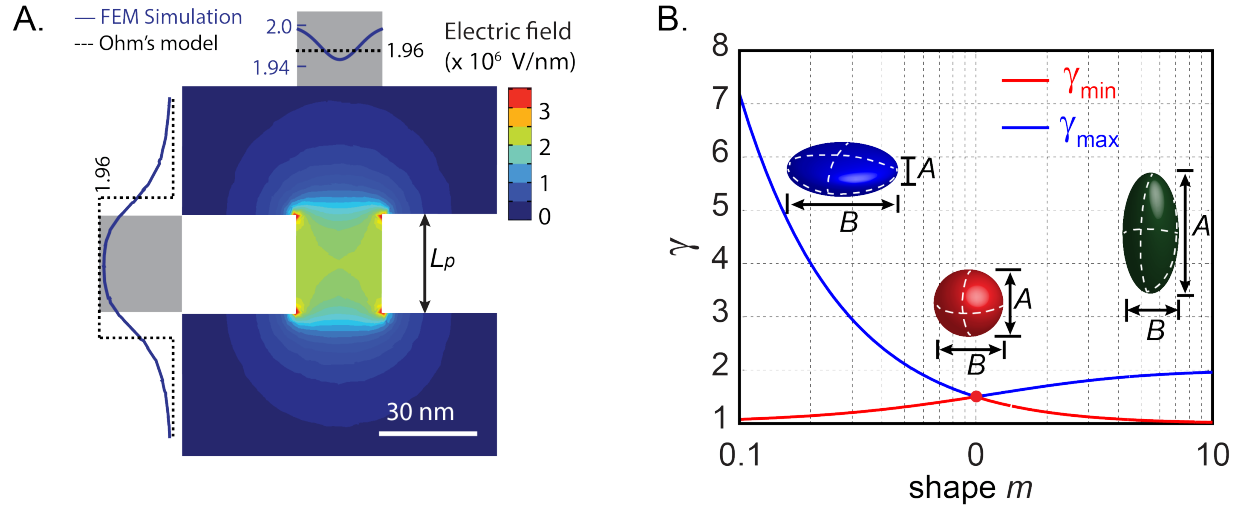 A.
— FEM Simulation
--- Ohm's model
2.0
1.94
1.96
Electric field
(x 10⁶ V/nm)
3
2
1
0
1.96
Lp
30 nm
B.
8
7
6
5
4
3
2
1
γ
γmin
γmax
A
B
A
B
A
B
0.1
0
10
shape m